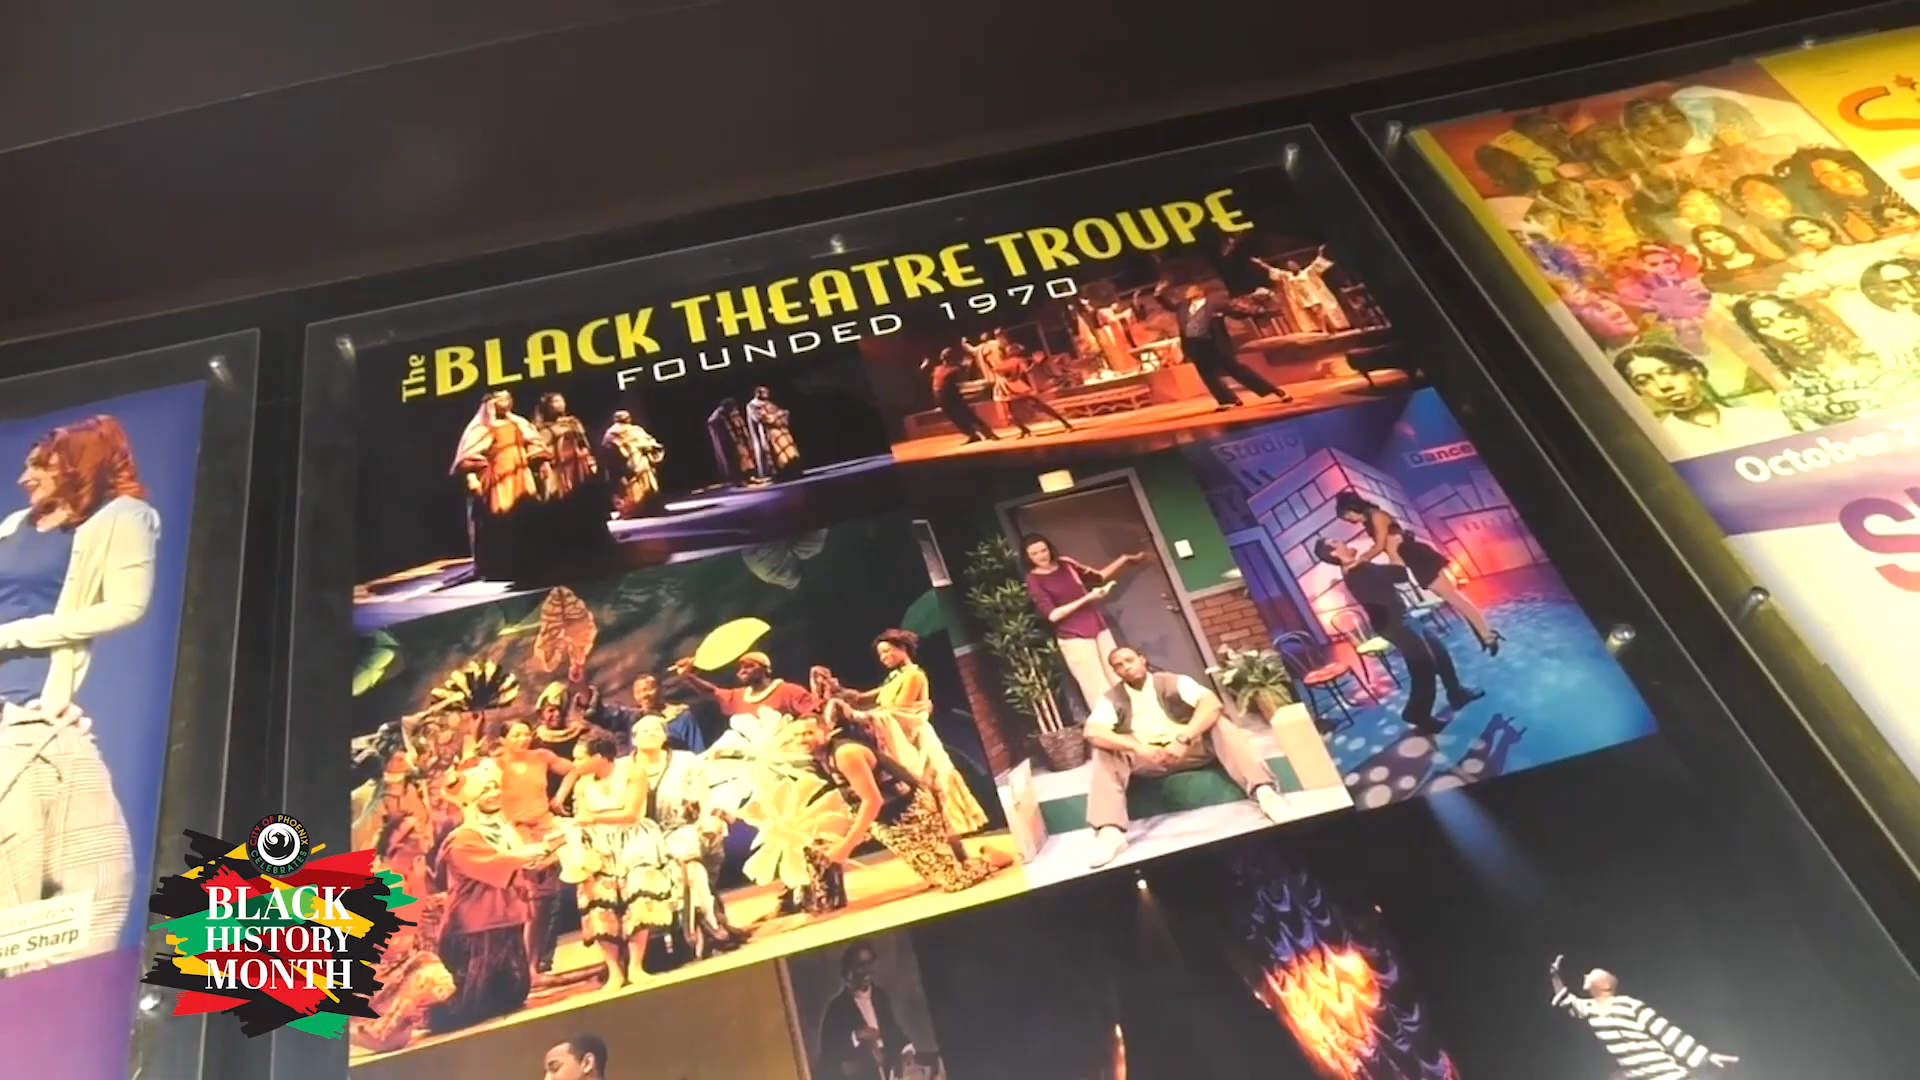 The BLACK THEATRE TROUPE
FOUNDED 1970
Studio
Dance
October
sie Sharp
CITY OF PHOENIX
CELEBRATES
BLACK
HISTORY
MONTH